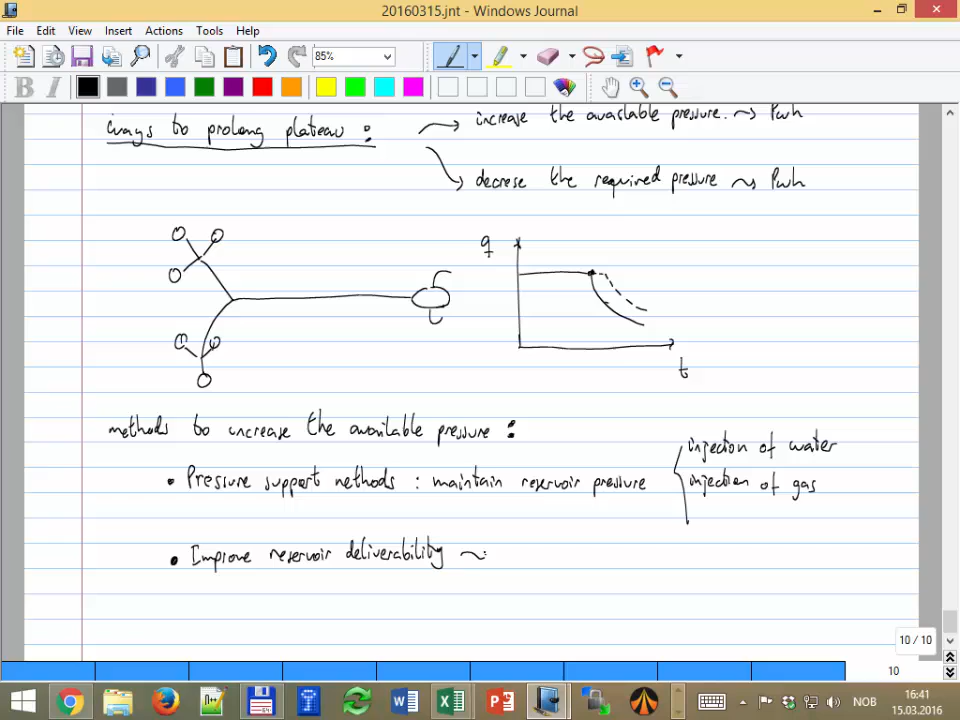 20160315.jnt - Windows Journal
File Edit View Insert Actions Tools Help
85%
B I
ways to prolong plateau :
increase the available pressure. ~> Pwh
decrese the required pressure ~> Pwh
q
t
methods to increase the available pressure :
• Pressure support methods : maintain reservoir pressure
injection of water
injection of gas
• Improve reservoir deliverability ~
10 / 10
10
NOB
16:41
15.03.2016